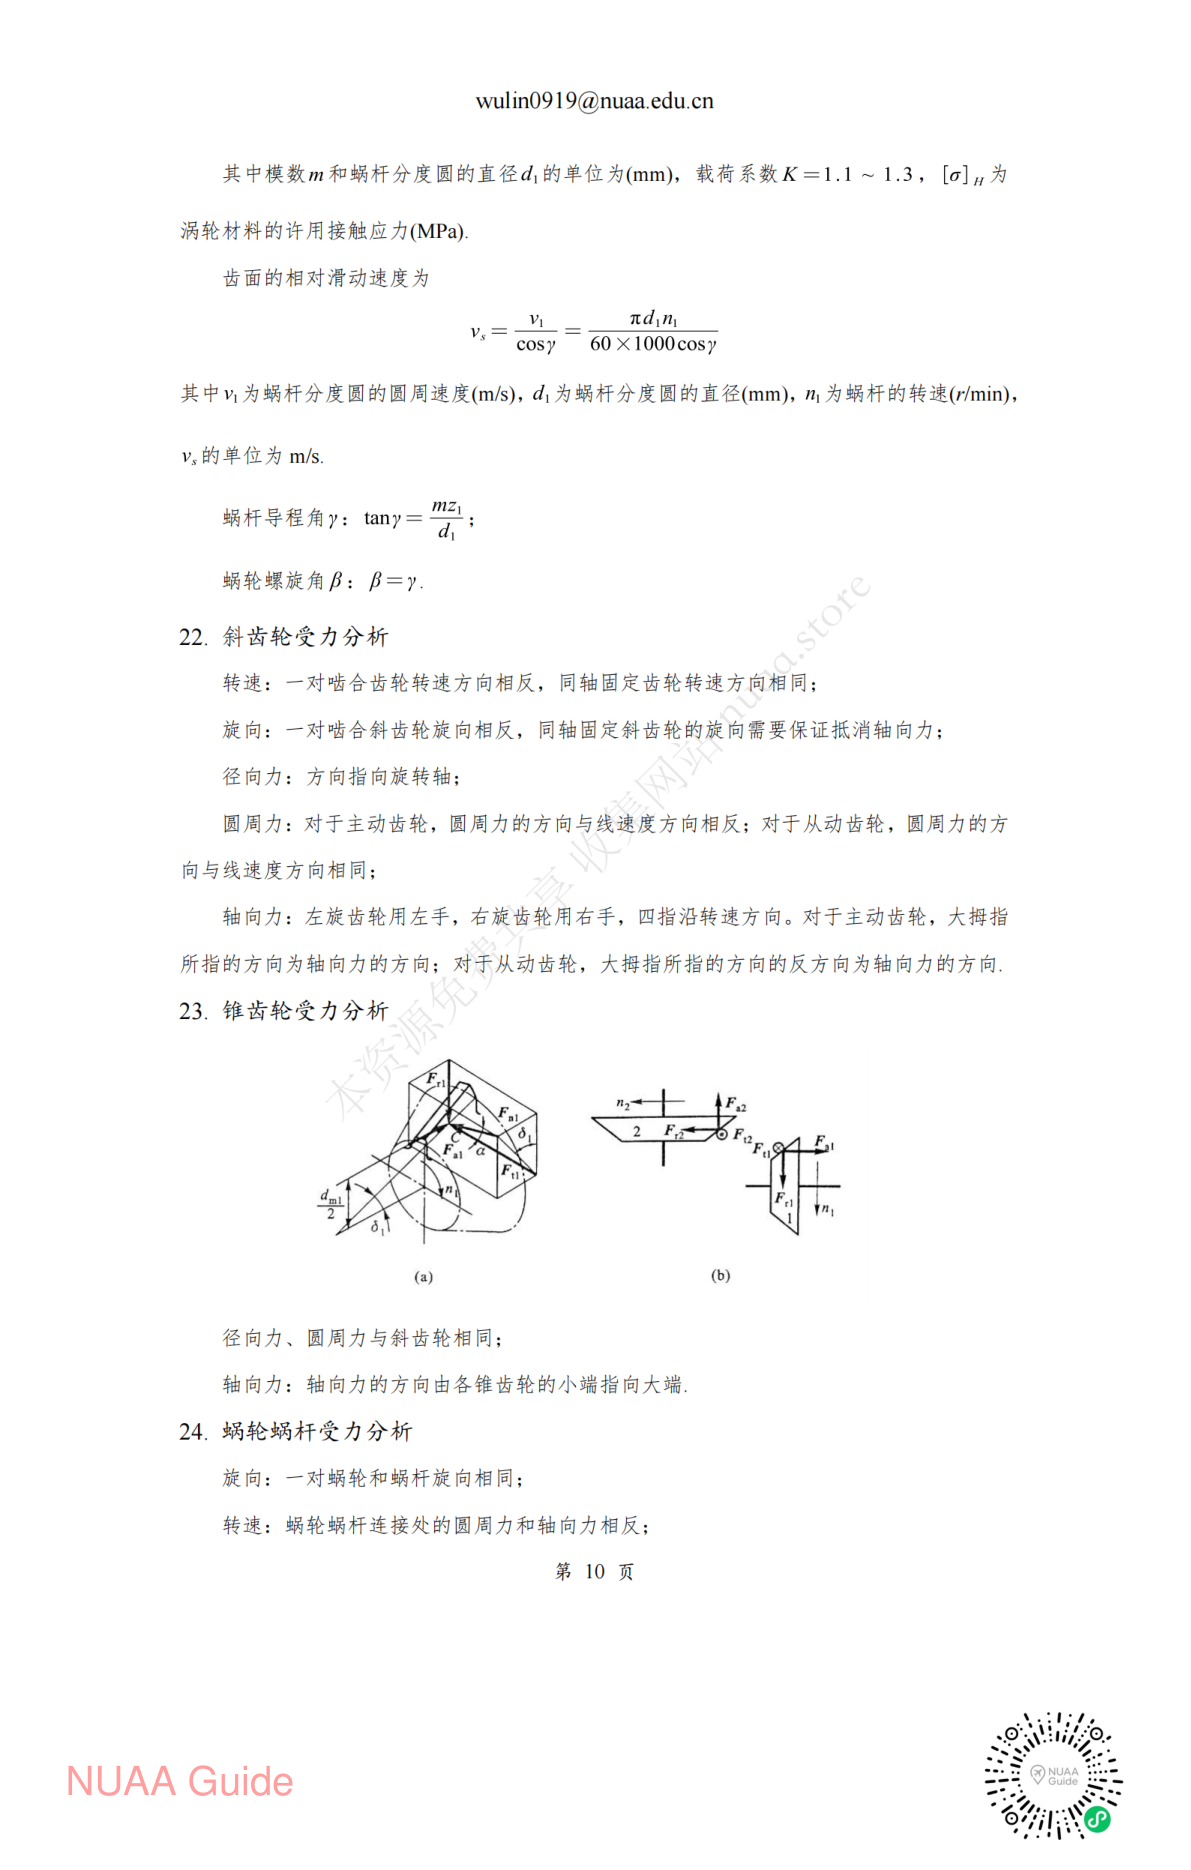 wulin0919@nuaa.edu.cn
其中模数m和蜗杆分度圆的直径d₁的单位为(mm)，载荷系数K=1.1 ~ 1.3，[σ]_H为
涡轮材料的许用接触应力(MPa).
齿面的相对滑动速度为
v_s = v₁/cosγ = πd₁n₁/(60×1000cosγ)
其中v₁为蜗杆分度圆的圆周速度(m/s)，d₁为蜗杆分度圆的直径(mm)，n₁为蜗杆的转速(r/min)，
v_s的单位为 m/s.
蜗杆导程角γ：tanγ = mz₁/d₁；
蜗轮螺旋角β：β=γ.
22. 斜齿轮受力分析
转速：一对啮合齿轮转速方向相反，同轴固定齿轮转速方向相同；
旋向：一对啮合斜齿轮旋向相反，同轴固定斜齿轮的旋向需要保证抵消轴向力；
径向力：方向指向旋转轴；
圆周力：对于主动齿轮，圆周力的方向与线速度方向相反；对于从动齿轮，圆周力的方
向与线速度方向相同；
轴向力：左旋齿轮用左手，右旋齿轮用右手，四指沿转速方向。对于主动齿轮，大拇指
所指的方向为轴向力的方向；对于从动齿轮，大拇指所指的方向的反方向为轴向力的方向.
本资源免费共享 收集网站 nuaa.store
23. 锥齿轮受力分析
F_r1
F_n1
C
F_a1
α
δ₁
F_t1
n₁
d_m1/2
δ₁
(a)
n₂
F_a2
2
F_r2
F_t2
F_t1
F_a1
F_r1
1
n₁
(b)
径向力、圆周力与斜齿轮相同；
轴向力：轴向力的方向由各锥齿轮的小端指向大端.
24. 蜗轮蜗杆受力分析
旋向：一对蜗轮和蜗杆旋向相同；
转速：蜗轮蜗杆连接处的圆周力和轴向力相反；
第 10 页
NUAA Guide
NUAA
Guide